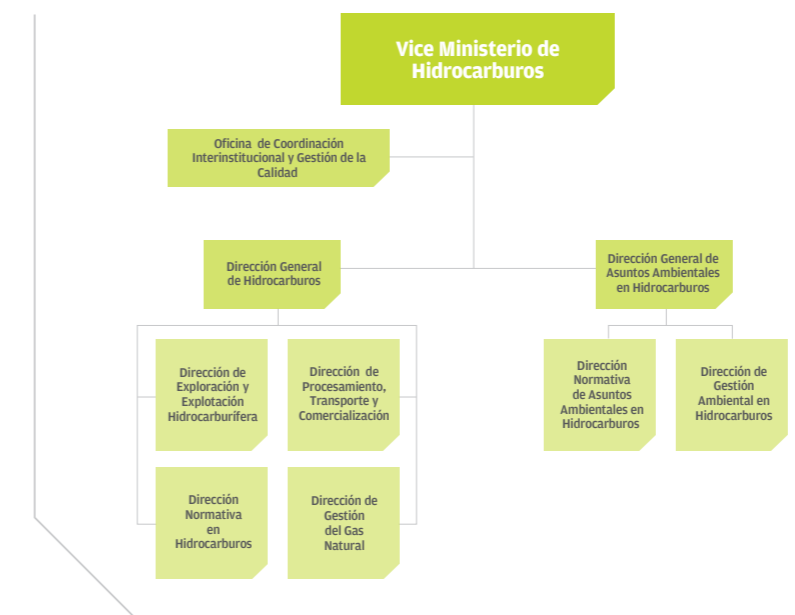 Vice Ministerio de
Hidrocarburos
Oficina de Coordinación
Interinstitucional y Gestión de la
Calidad
Dirección General
de Hidrocarburos
Dirección General de
Asuntos Ambientales
en Hidrocarburos
Dirección de
Exploración y
Explotación
Hidrocarburífera
Dirección de
Procesamiento,
Transporte y
Comercialización
Dirección
Normativa
de Asuntos
Ambientales en
Hidrocarburos
Dirección de
Gestión
Ambiental en
Hidrocarburos
Dirección
Normativa
en
Hidrocarburos
Dirección de
Gestión
del Gas
Natural